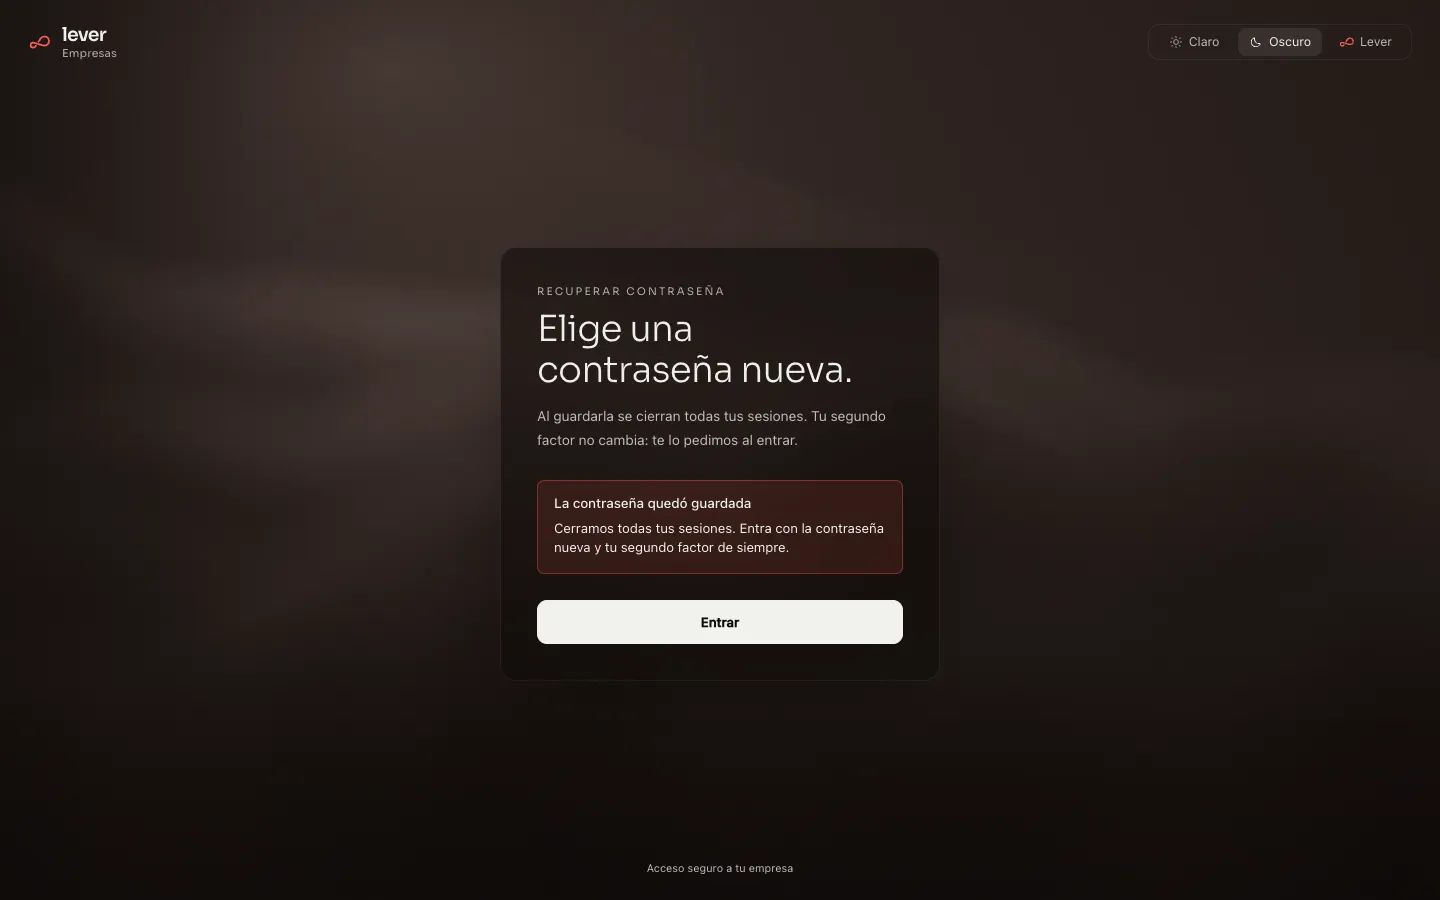 lever
Empresas
Claro
Oscuro
Lever
RECUPERAR CONTRASEÑA
Elige una
contraseña nueva.
Al guardarla se cierran todas tus sesiones. Tu segundo
factor no cambia: te lo pedimos al entrar.
La contraseña quedó guardada
Cerramos todas tus sesiones. Entra con la contraseña
nueva y tu segundo factor de siempre.
Entrar
Acceso seguro a tu empresa